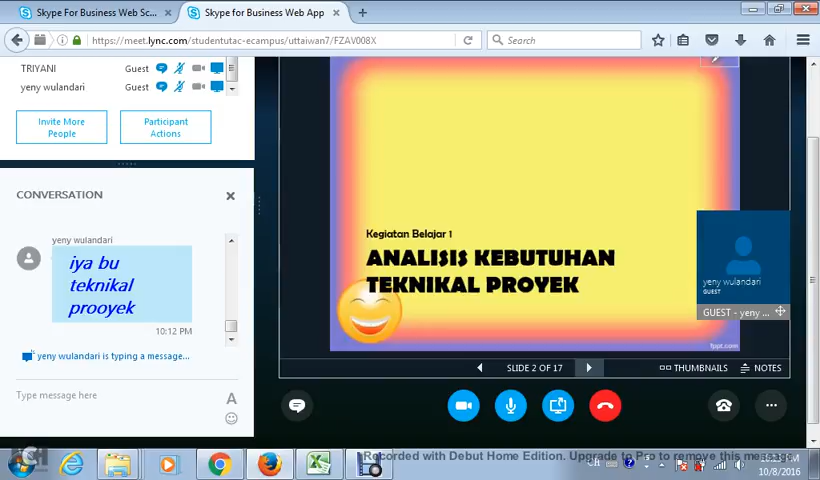 Skype For Business Web Sc...
Skype for Business Web App
https://meet.lync.com/studentutac-ecampus/uttaiwan7/FZAV008X
Search
TRIYANI Guest
yeny wulandari Guest
Invite More People
Participant Actions
CONVERSATION
yeny wulandari
iya bu
teknikal
prooyek
10:12 PM
yeny wulandari is typing a message...
Type message here
A
Kegiatan Belajar 1
ANALISIS KEBUTUHAN
TEKNIKAL PROYEK
fppt.com
yeny wulandari
GUEST
GUEST - yeny ...
SLIDE 2 OF 17
THUMBNAILS
NOTES
Recorded with Debut Home Edition. Upgrade to Pro to remove this message.
CH
10/8/2016